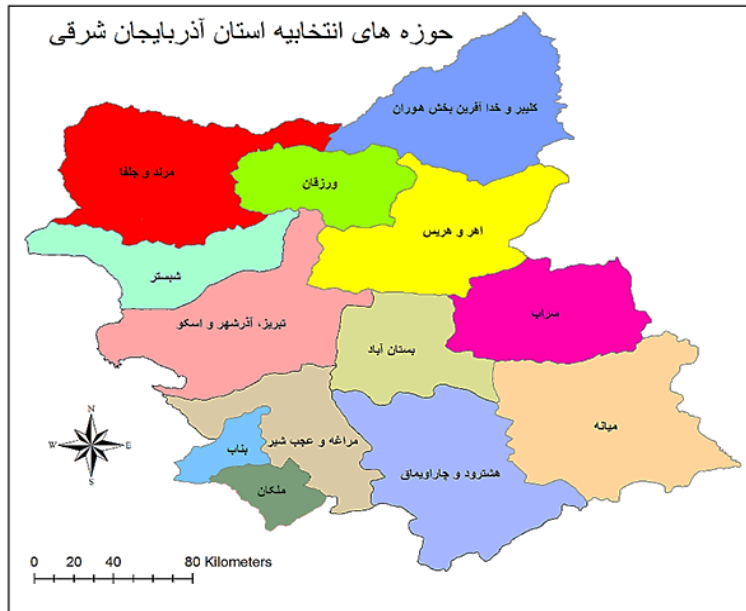 حوزه های انتخابیه استان آذربایجان شرقی
کلیبر و خدا آفرین بخش هوران
مرند و جلفا
ورزقان
اهر و هریس
شبستر
سراب
تبریز، آذرشهر و اسکو
بستان آباد
میانه
مراغه و عجب شیر
بناب
هشترود و چاراویماق
ملکان
N
W
E
S
0 20 40 80 Kilometers